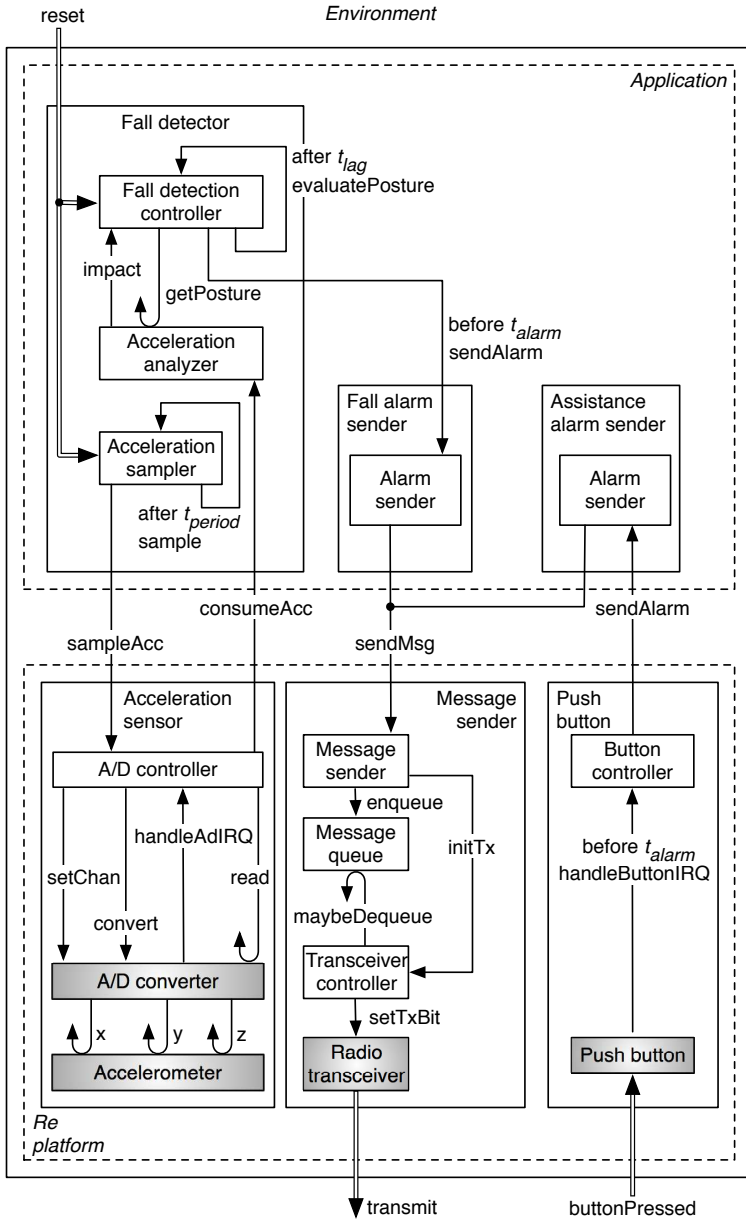 Environment
reset
Application
Fall detector
after t_lag
evaluatePosture
Fall detection
controller
impact
getPosture
Acceleration
analyzer
before t_alarm
sendAlarm
Fall alarm
sender
Assistance
alarm sender
Acceleration
sampler
Alarm
sender
Alarm
sender
after t_period
sample
consumeAcc
sendAlarm
sampleAcc
sendMsg
Acceleration
sensor
Message
sender
Push
button
A/D controller
Message
sender
Button
controller
enqueue
handleAdIRQ
Message
queue
initTx
before t_alarm
handleButtonIRQ
setChan
read
convert
maybeDequeue
Transceiver
controller
A/D converter
setTxBit
x
y
z
Radio
transceiver
Push button
Accelerometer
Re
platform
transmit
buttonPressed